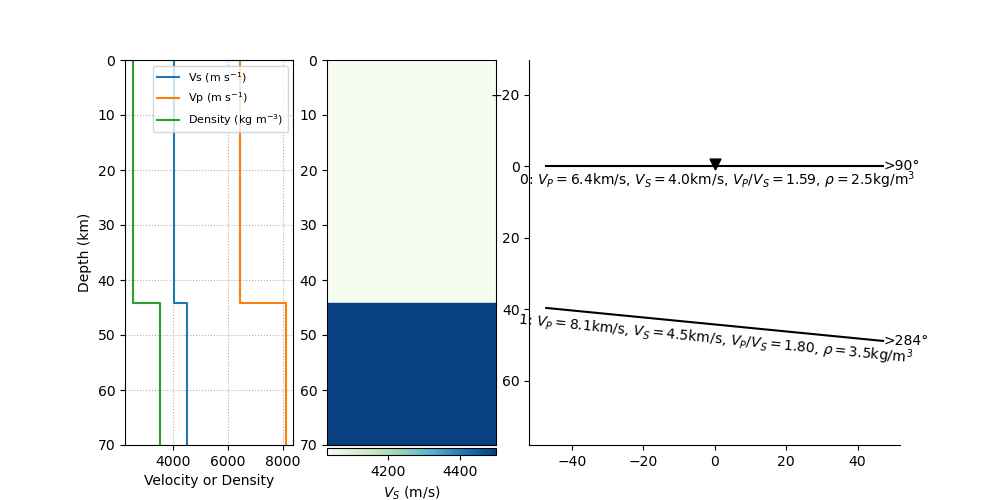 0
10
20
30
40
50
60
70
Depth (km)
4000 6000 8000
Velocity or Density
Vs (m s⁻¹)
Vp (m s⁻¹)
Density (kg m⁻³)
0
10
20
30
40
50
60
70
4200 4400
V_S (m/s)
−20
0
20
40
60
−40 −20 0 20 40
>90°
0: V_P = 6.4km/s, V_S = 4.0km/s, V_P/V_S = 1.59, ρ = 2.5kg/m³
>284°
1: V_P = 8.1km/s, V_S = 4.5km/s, V_P/V_S = 1.80, ρ = 3.5kg/m³